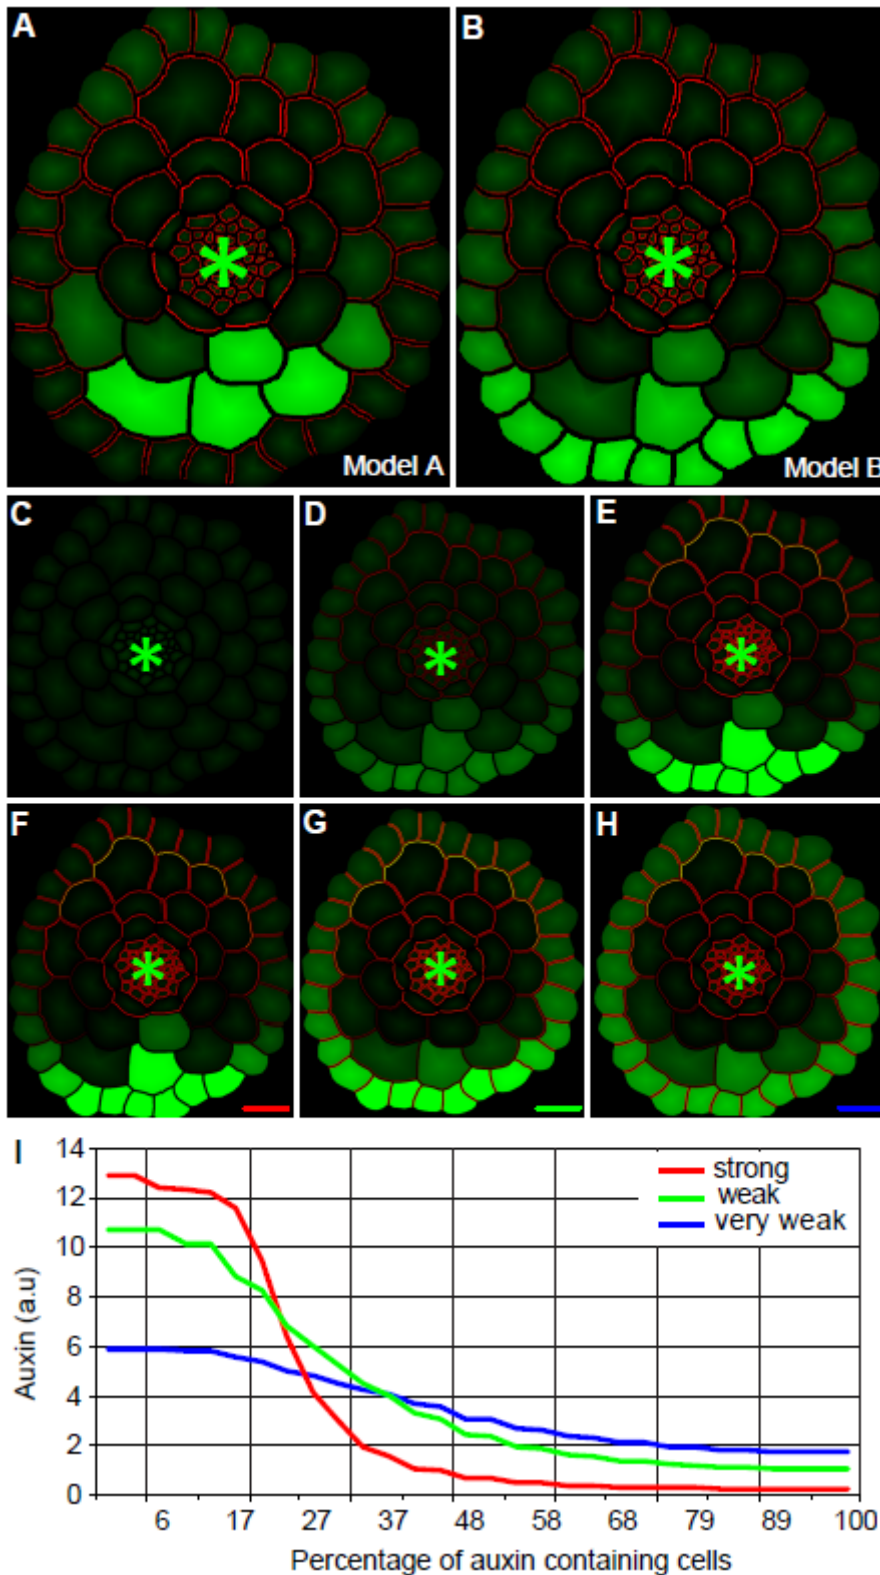 A
B
Model A
Model B
C
D
E
F
G
H
I
14
12
10
8
6
4
2
0
Auxin (a.u)
strong
weak
very weak
6 17 27 37 48 58 68 78 89 100
Percentage of auxin containing cells